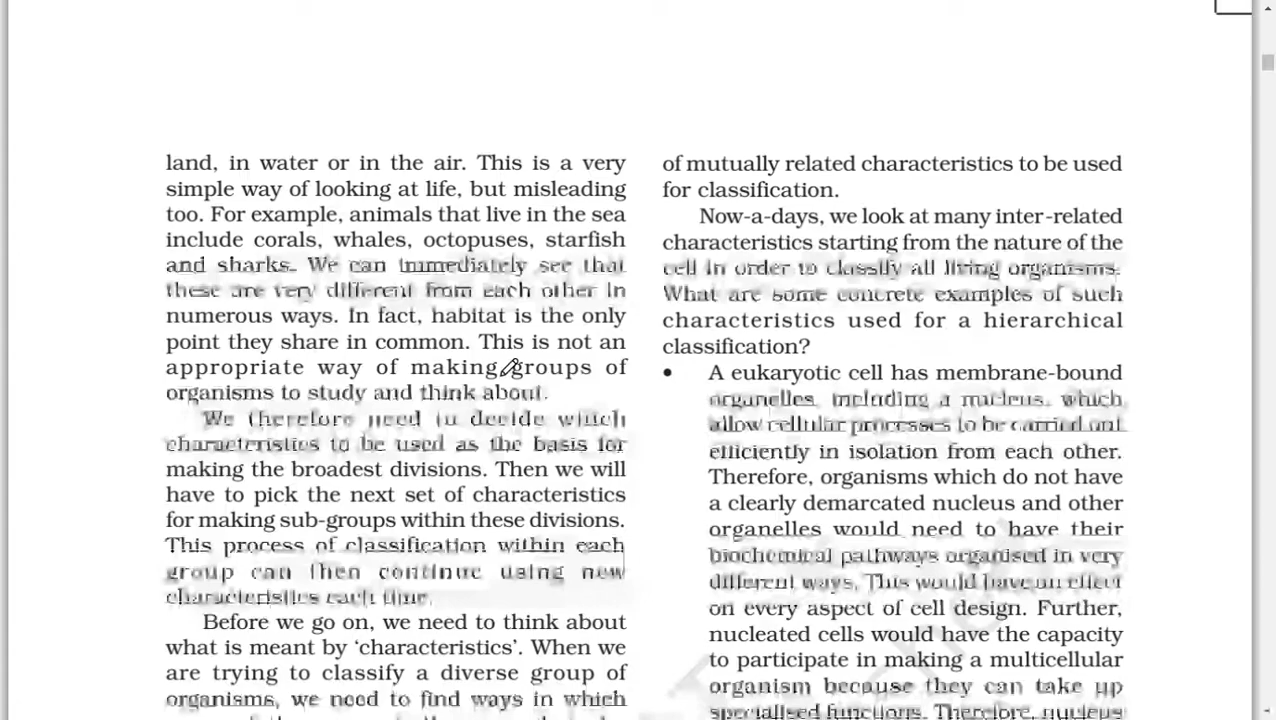 land, in water or in the air. This is a very
simple way of looking at life, but misleading
too. For example, animals that live in the sea
include corals, whales, octopuses, starfish
and sharks. We can immediately see that
these are very different from each other in
numerous ways. In fact, habitat is the only
point they share in common. This is not an
appropriate way of making groups of
organisms to study and think about.
We therefore need to decide which
characteristics to be used as the basis for
making the broadest divisions. Then we will
have to pick the next set of characteristics
for making sub-groups within these divisions.
This process of classification within each
group can then continue using new
characteristics each time.
Before we go on, we need to think about
what is meant by ‘characteristics’. When we
are trying to classify a diverse group of
organisms, we need to find ways in which
of mutually related characteristics to be used
for classification.
Now-a-days, we look at many inter-related
characteristics starting from the nature of the
cell in order to classify all living organisms.
What are some concrete examples of such
characteristics used for a hierarchical
classification?
• A eukaryotic cell has membrane-bound
organelles, including a nucleus, which
allow cellular processes to be carried out
efficiently in isolation from each other.
Therefore, organisms which do not have
a clearly demarcated nucleus and other
organelles would need to have their
biochemical pathways organised in very
different ways. This would have an effect
on every aspect of cell design. Further,
nucleated cells would have the capacity
to participate in making a multicellular
organism because they can take up
specialised functions. Therefore, nucleus